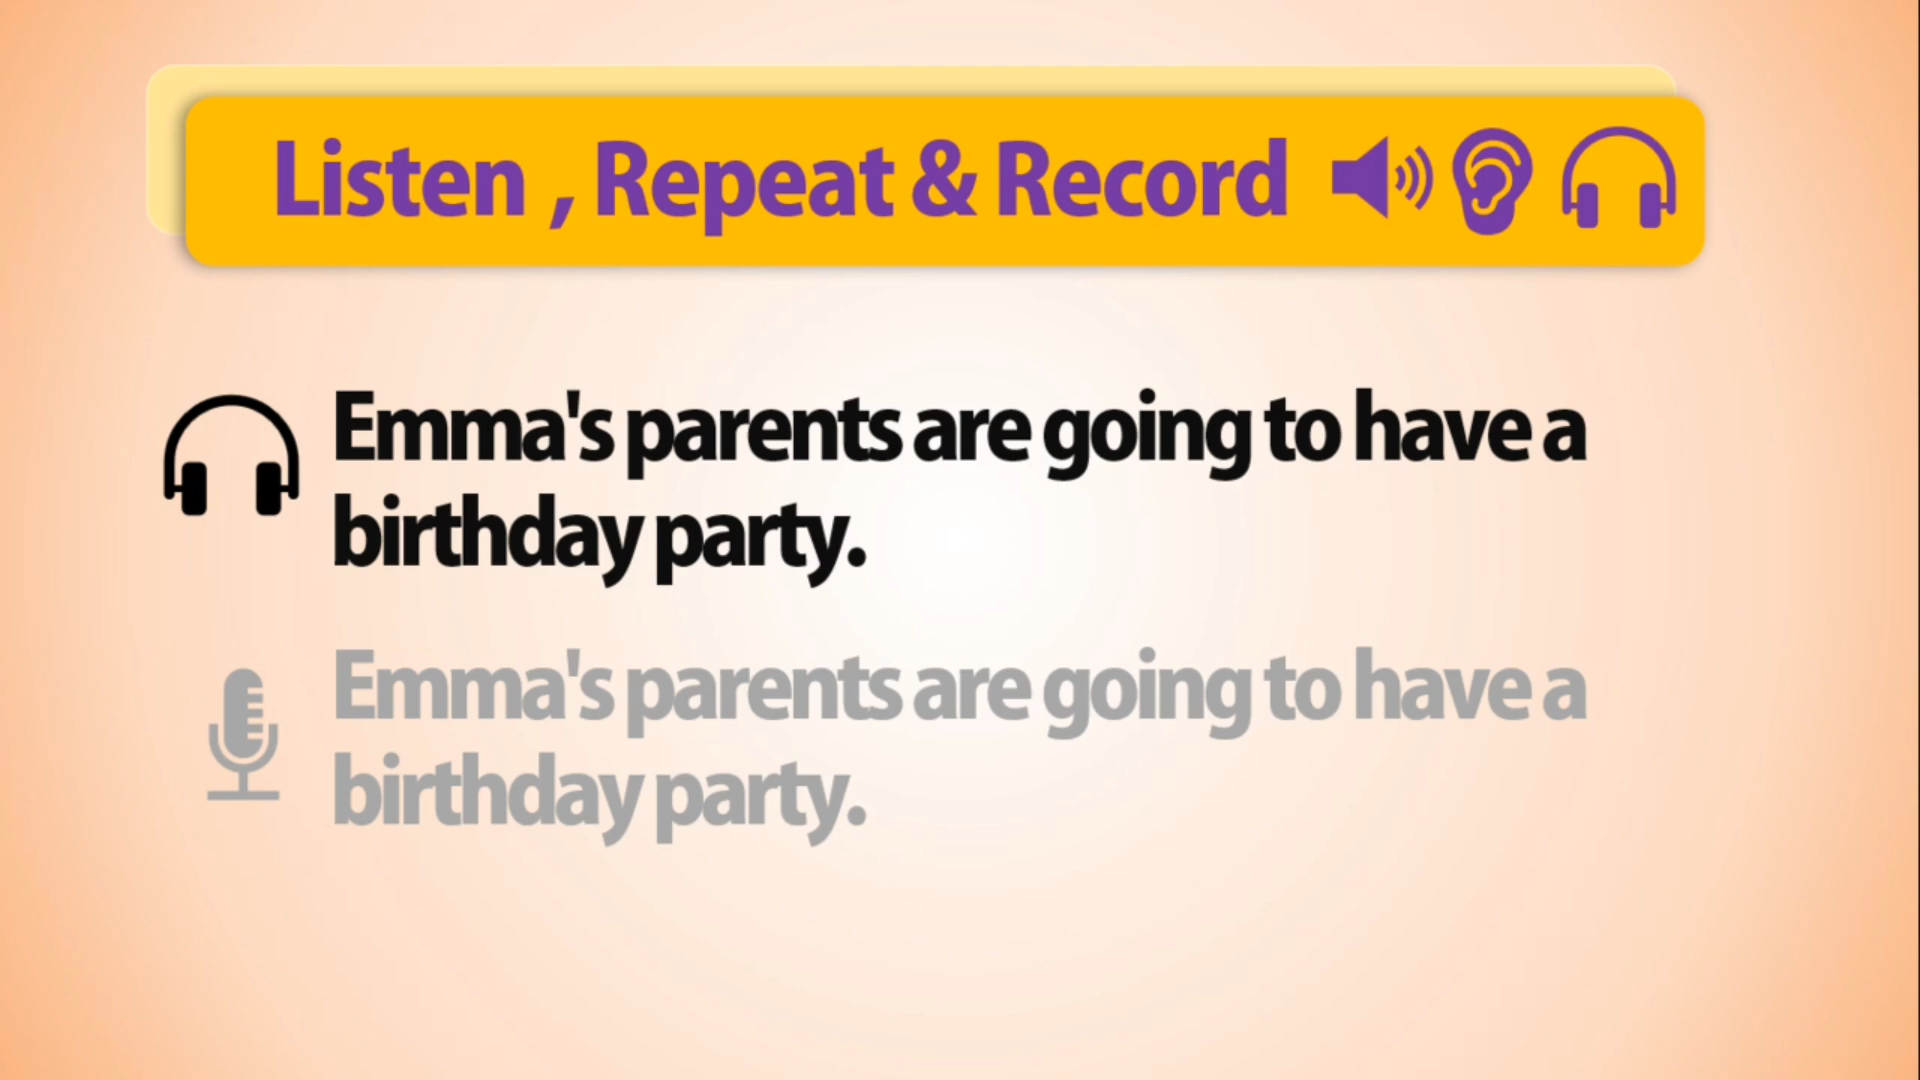 Listen , Repeat & Record
Emma's parents are going to have a
birthday party.
Emma's parents are going to have a
birthday party.